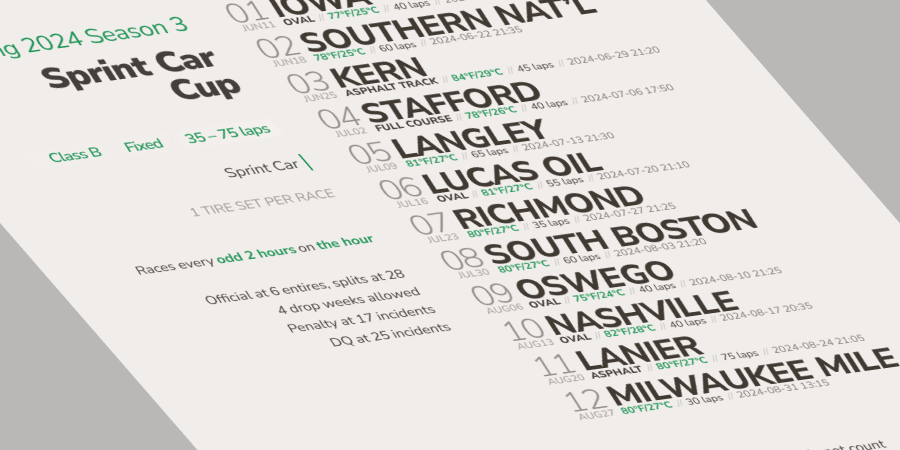 ng 2024 Season 3
Sprint Car
Cup
Class B Fixed 35–75 laps
Sprint Car
1 TIRE SET PER RACE
Races every odd 2 hours on the hour
Official at 6 entries, splits at 28
4 drop weeks allowed
Penalty at 17 incidents
DQ at 25 incidents
01 IOWA
JUN11 OVAL // 77°F/25°C // 40 laps //
02 SOUTHERN NAT'L
JUN18 78°F/25°C // 60 laps // 2024-06-22 21:35
03 KERN
JUN25 ASPHALT TRACK // 84°F/29°C // 45 laps // 2024-06-29 21:20
04 STAFFORD
JUL02 FULL COURSE // 78°F/26°C // 40 laps // 2024-07-06 17:50
05 LANGLEY
JUL09 81°F/27°C // 65 laps // 2024-07-13 21:30
06 LUCAS OIL
JUL16 OVAL // 81°F/27°C // 55 laps // 2024-07-20 21:10
07 RICHMOND
JUL23 80°F/27°C // 35 laps // 2024-07-27 21:25
08 SOUTH BOSTON
JUL30 80°F/27°C // 60 laps // 2024-08-03 21:20
09 OSWEGO
AUG06 OVAL // 75°F/24°C // 40 laps // 2024-08-10 21:25
10 NASHVILLE
AUG13 OVAL // 82°F/28°C // 40 laps // 2024-08-17 20:35
11 LANIER
AUG20 ASPHALT // 80°F/27°C // 75 laps // 2024-08-24 21:05
12 MILWAUKEE MILE
AUG27 80°F/27°C // 30 laps // 2024-08-31 13:15
not count